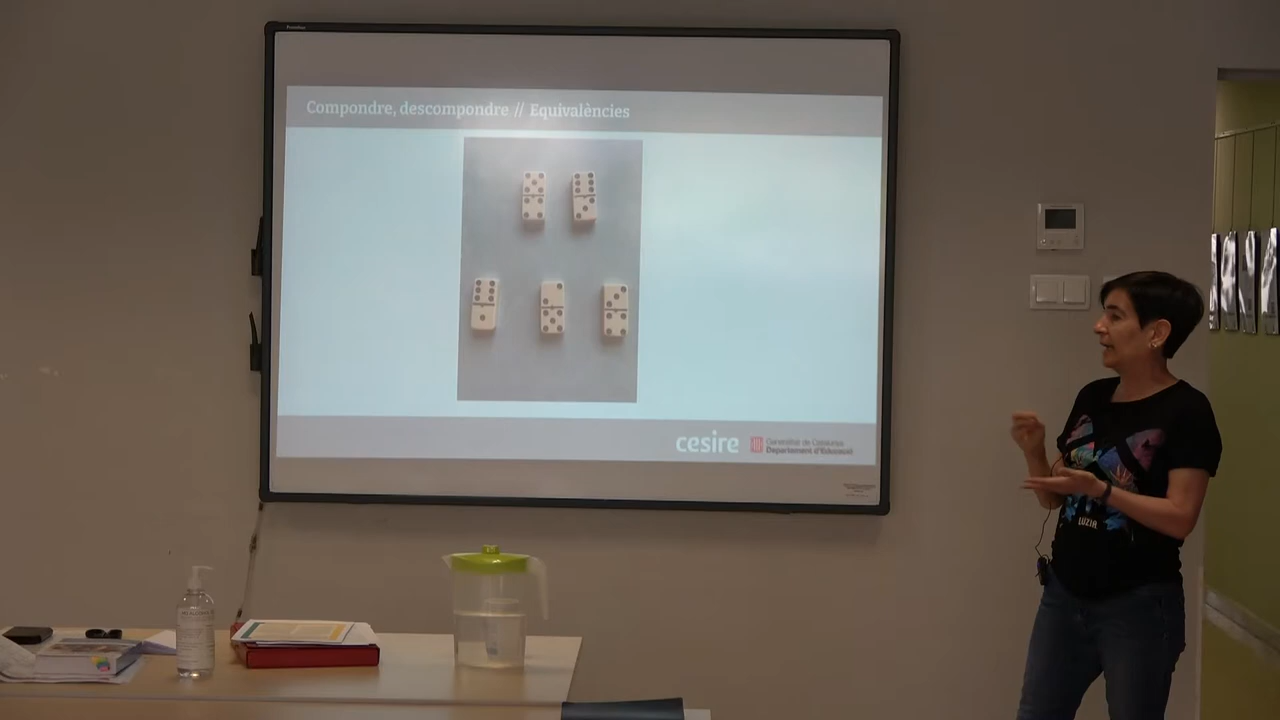 Compondre, descompondre // Equivalències
cesire
Generalitat de Catalunya
Departament d'Educació
LUZIA